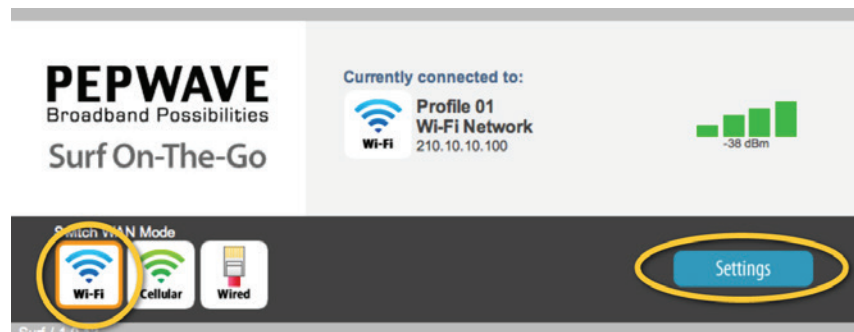 PEPWAVE
Broadband Possibilities
Surf On-The-Go
Currently connected to:
Profile 01
Wi-Fi Network
210.10.10.100
Wi-Fi
-38 dBm
Switch WAN Mode
Wi-Fi
Cellular
Wired
Settings
Surf